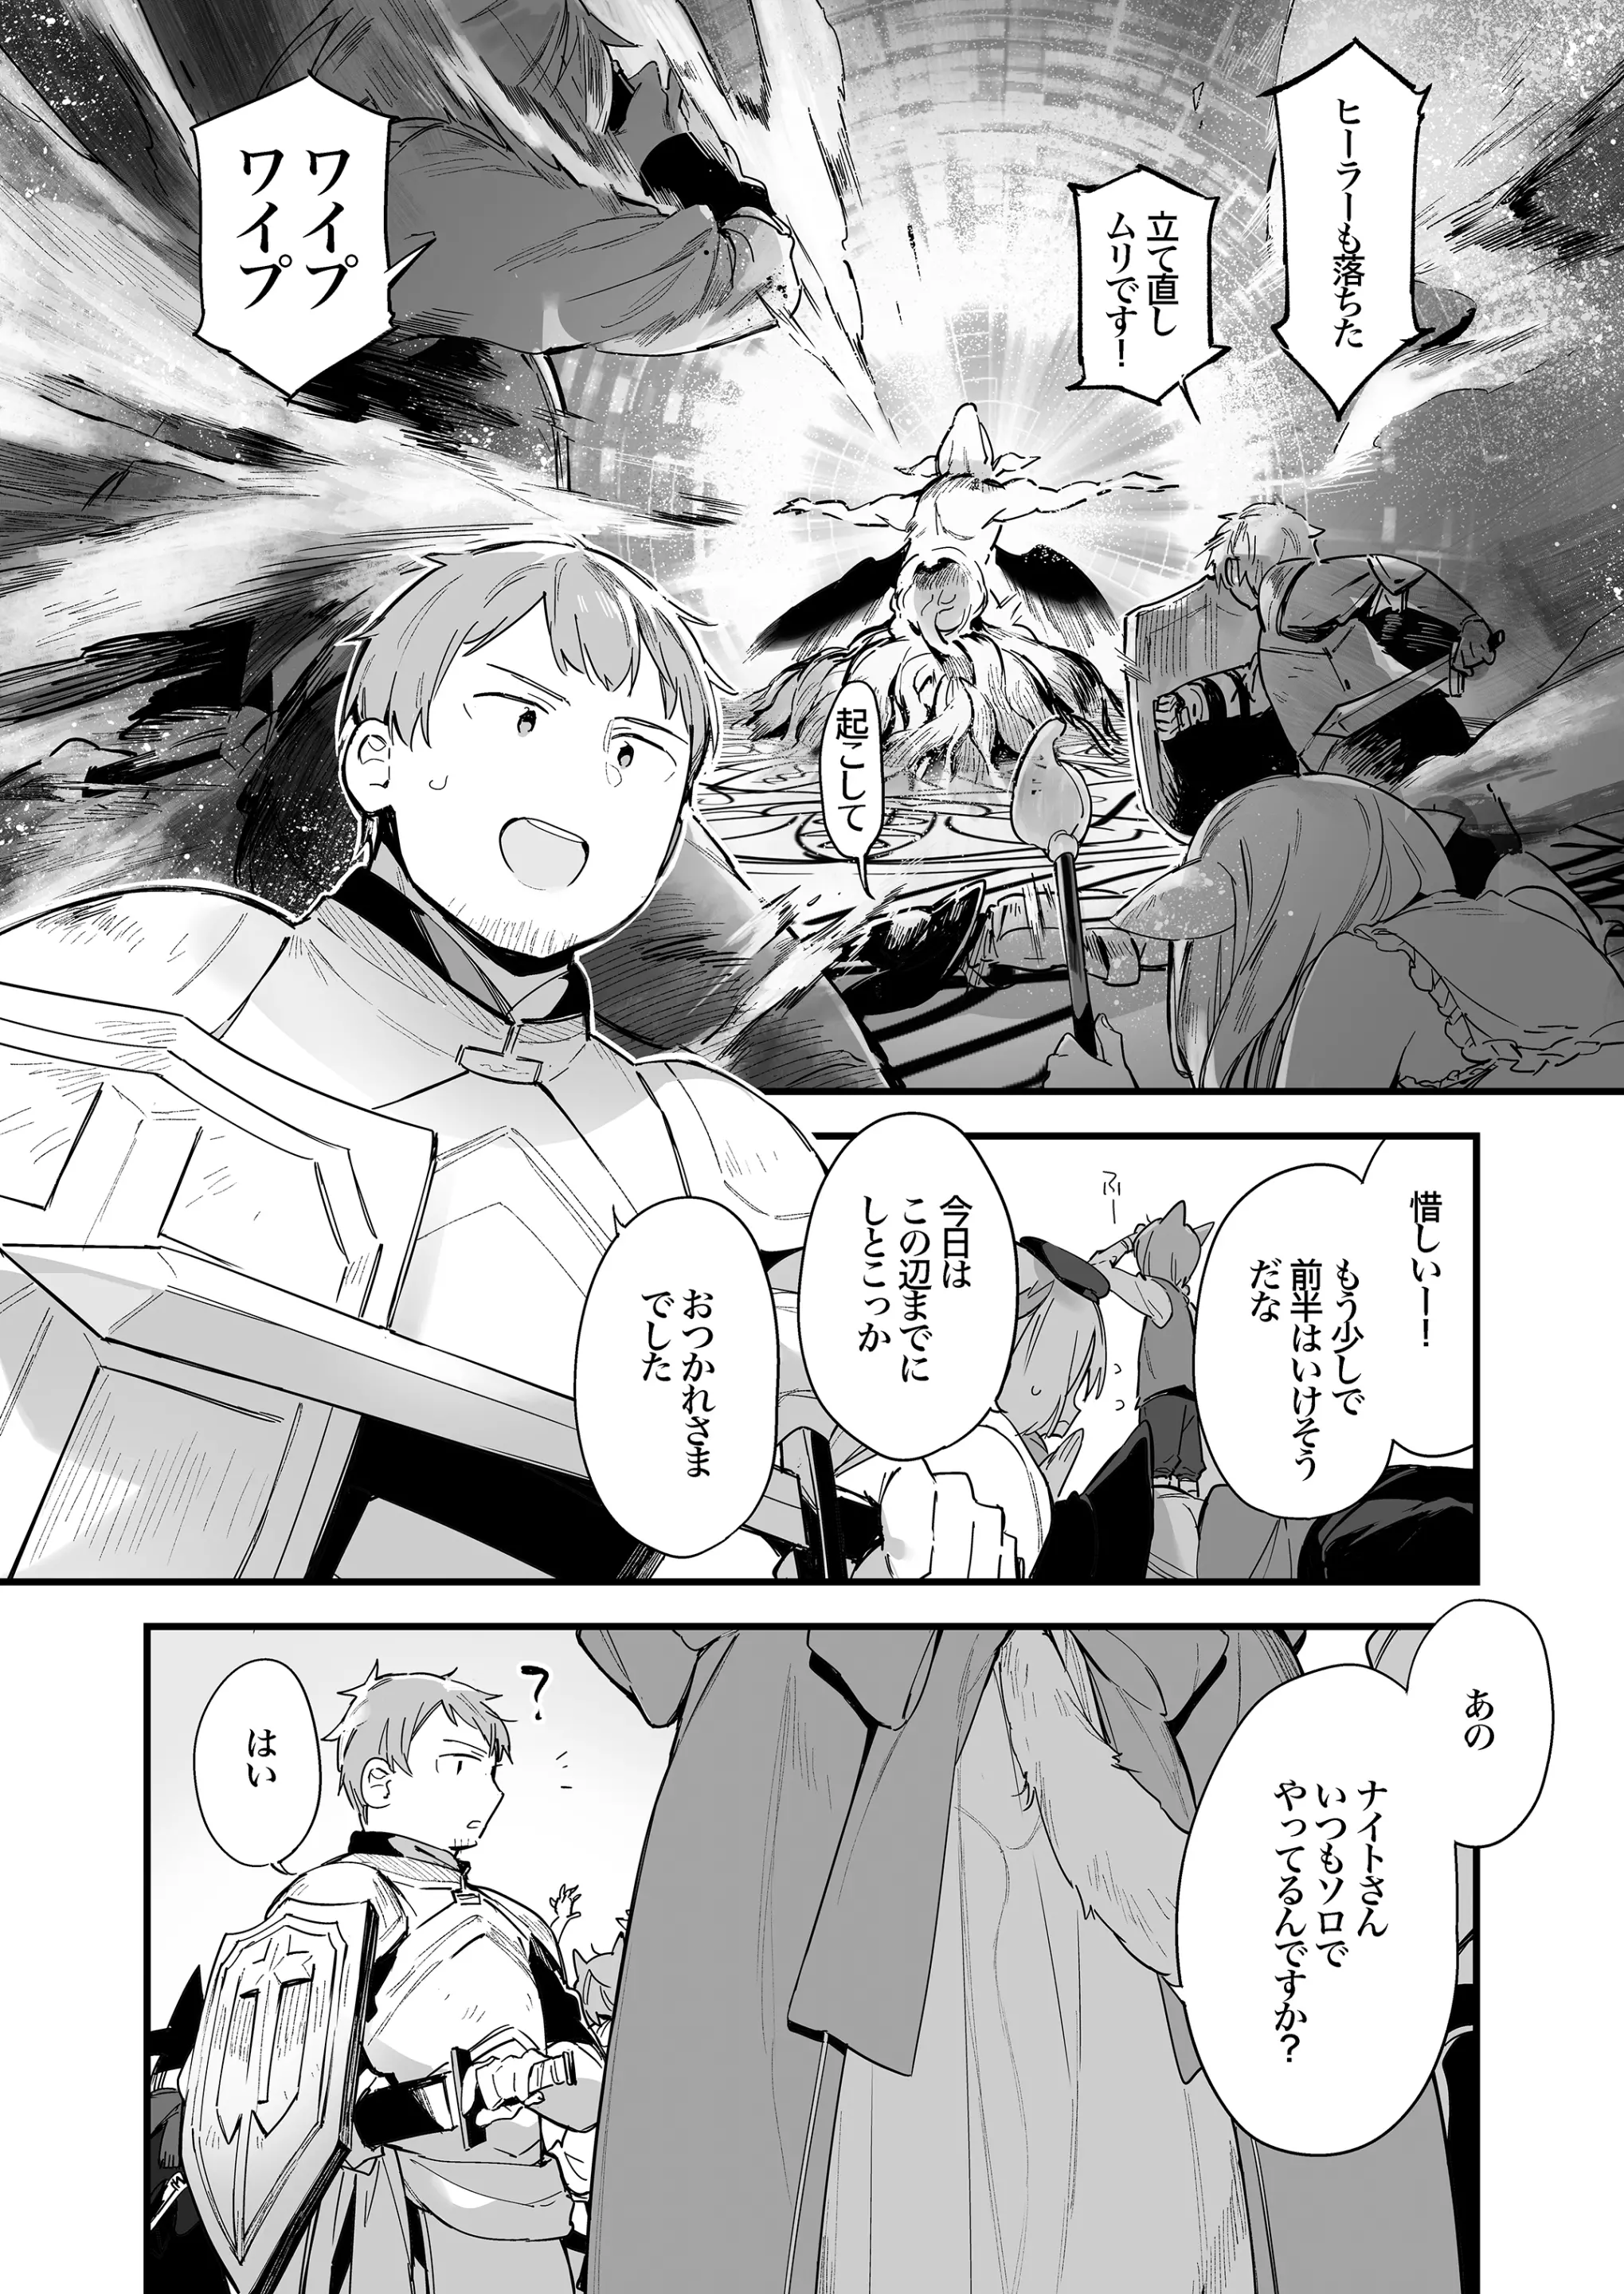 ヒーラーも落ちた
立て直し
ムリです！
ワイプ
ワイプ
起こして
惜しいー！
もう少しで
前半はいけそう
だな
ふー
今日は
この辺までに
しとこっか
おつかれさま
でした
あの
ナイトさん
いつもソロで
やってるんですか？
？
はい